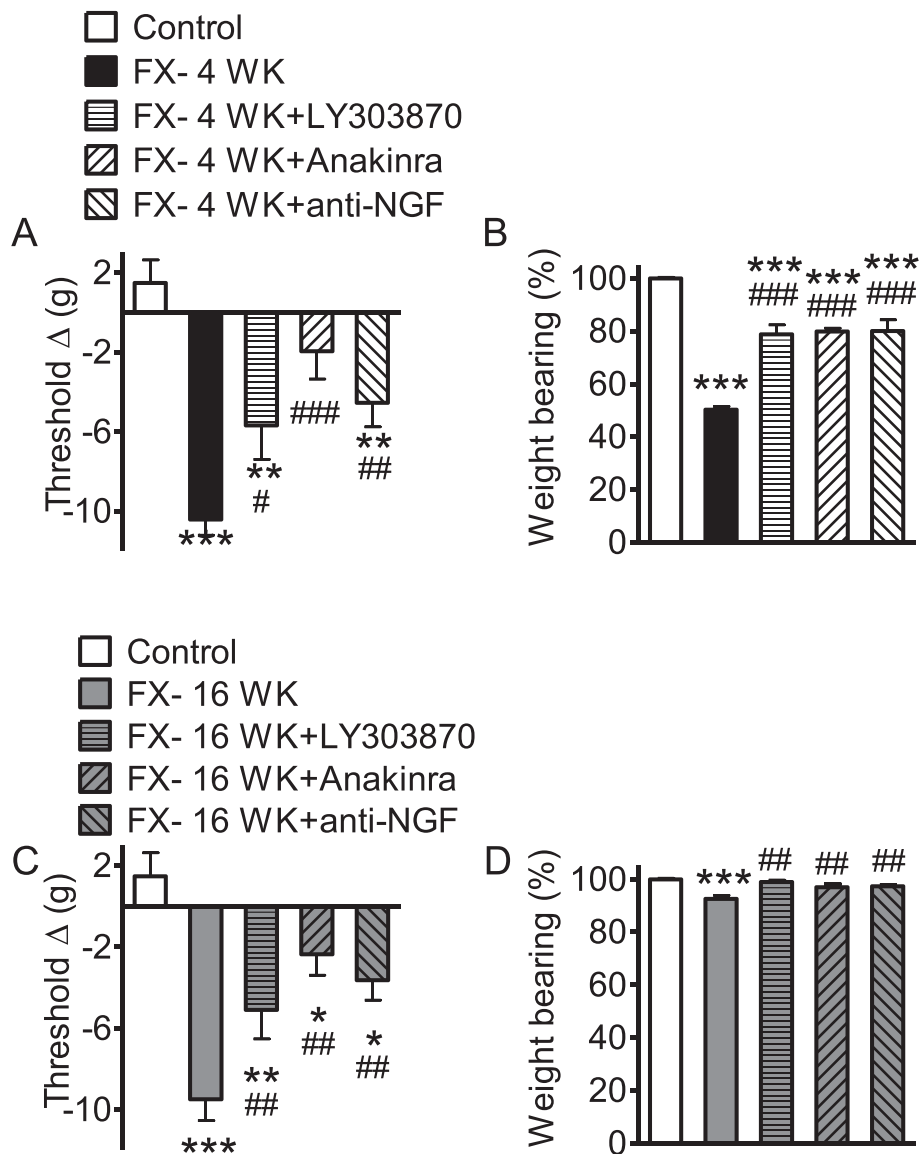 Control
FX- 4 WK
FX- 4 WK+LY303870
FX- 4 WK+Anakinra
FX- 4 WK+anti-NGF
A
Threshold Δ (g)
2
-2
-6
-10
***
**
#
###
**
##
B
Weight bearing (%)
100
80
60
40
20
0
***
***
###
***
###
***
###
Control
FX- 16 WK
FX- 16 WK+LY303870
FX- 16 WK+Anakinra
FX- 16 WK+anti-NGF
C
Threshold Δ (g)
2
-2
-6
-10
***
**
##
*
##
*
##
D
Weight bearing (%)
100
80
60
40
20
0
***
##
##
##